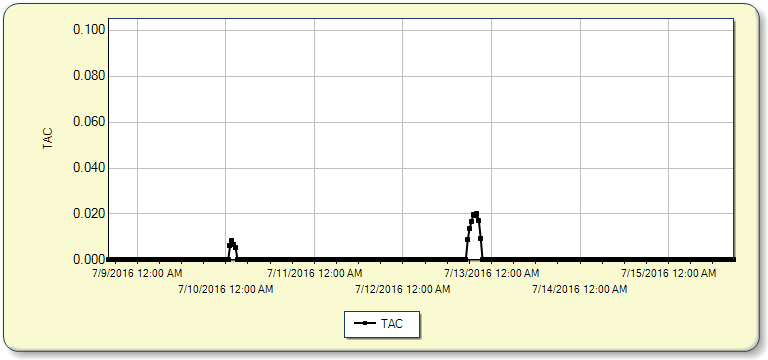 0.100
0.080
0.060
0.040
0.020
0.000
TAC
7/9/2016 12:00 AM
7/10/2016 12:00 AM
7/11/2016 12:00 AM
7/12/2016 12:00 AM
7/13/2016 12:00 AM
7/14/2016 12:00 AM
7/15/2016 12:00 AM
TAC